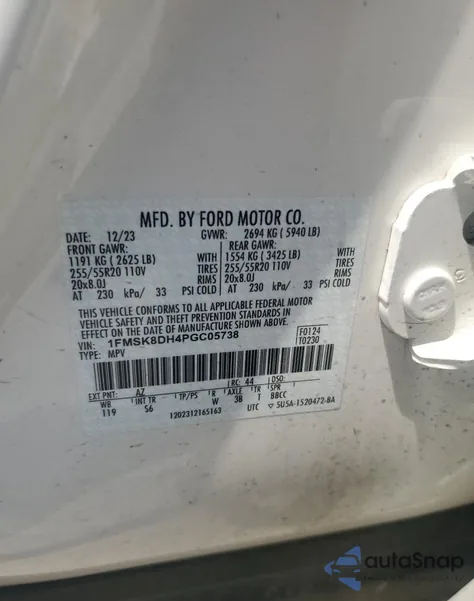 MFD. BY FORD MOTOR CO.
DATE: 12/23 GVWR: 2694 KG ( 5940 LB)
FRONT GAWR: REAR GAWR:
1191 KG ( 2625 LB) WITH 1554 KG ( 3425 LB) WITH
255/55R20 110V TIRES 255/55R20 110V TIRES
20x8.0J RIMS 20x8.0J RIMS
AT 230 kPa/ 33 PSI COLD AT 230 kPa/ 33 PSI COLD
THIS VEHICLE CONFORMS TO ALL APPLICABLE FEDERAL MOTOR
VEHICLE SAFETY AND THEFT PREVENTION STANDARDS IN
EFFECT ON THE DATE OF MANUFACTURE SHOWN ABOVE.
VIN: 1FMSK8DH4PGC05738 F0124
TYPE: MPV T0230
EXT PNT: AZ RC: 44 DSO:
WB INT TR TP/PS R AXLE TR SPR
119 S6 W 3B T BBCC
1202312165163 UTC ▽ 5U5A-1520472-BA
autoSnap